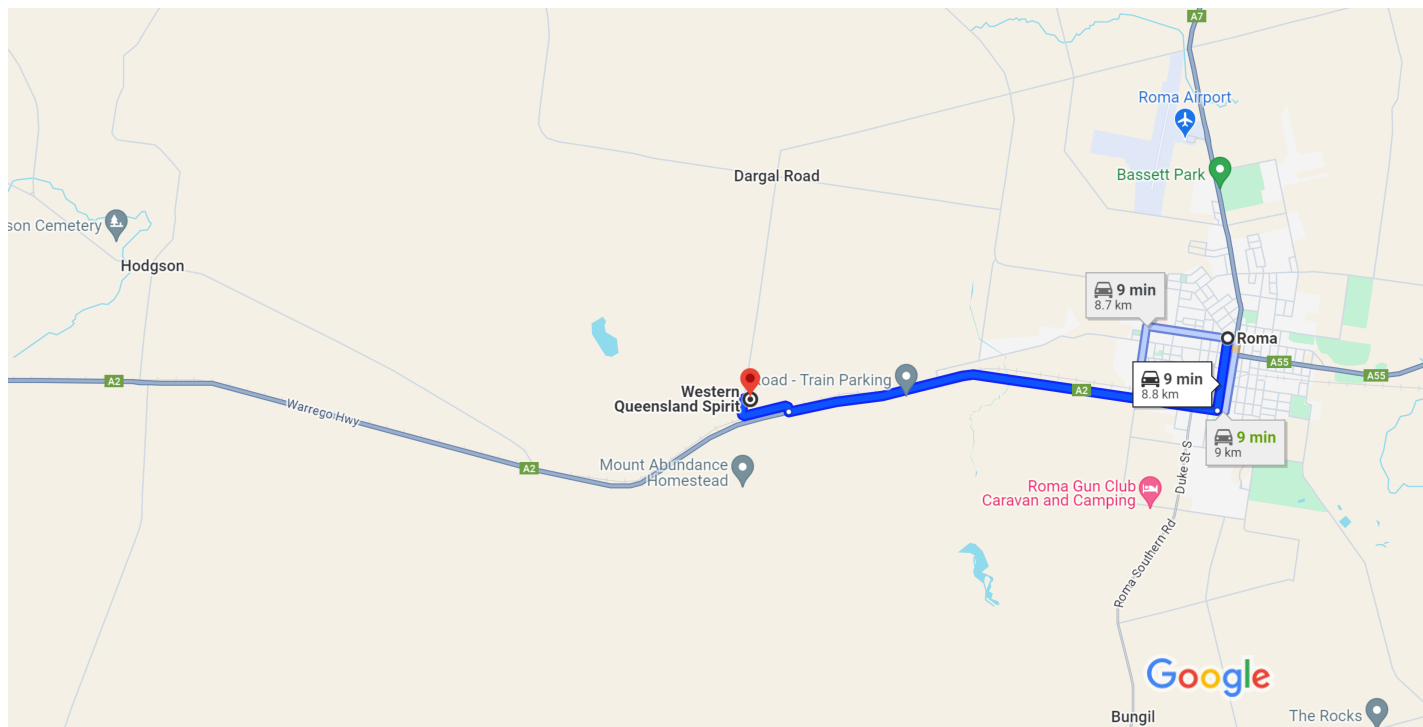 A7
Roma Airport
Bassett Park
Dargal Road
son Cemetery
Hodgson
9 min
8.7 km
Roma
A55
A55
A2
Warrego Hwy
A2
Western
Queensland Spirit
Road - Train Parking
A2
9 min
8.8 km
9 min
9 km
Mount Abundance
Homestead
Duke St S
Roma Gun Club
Caravan and Camping
Roma Southern Rd
Google
Bungil
The Rocks